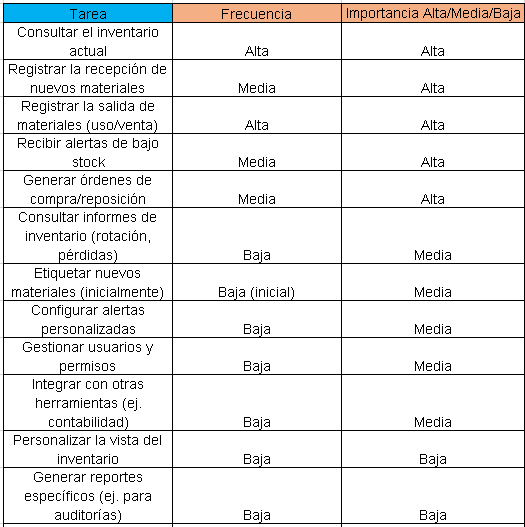 Tarea Frecuencia Importancia Alta/Media/Baja
Consultar el inventario
actual Alta Alta
Registrar la recepción de
nuevos materiales Media Alta
Registrar la salida de
materiales (uso/venta) Alta Alta
Recibir alertas de bajo
stock Media Alta
Generar órdenes de
compra/reposición Media Alta
Consultar informes de
inventario (rotación,
pérdidas) Baja Media
Etiquetar nuevos
materiales (inicialmente) Baja (inicial) Media
Configurar alertas
personalizadas Baja Media
Gestionar usuarios y
permisos Baja Media
Integrar con otras
herramientas (ej.
contabilidad) Baja Media
Personalizar la vista del
inventario Baja Baja
Generar reportes
específicos (ej. para
auditorías) Baja Baja